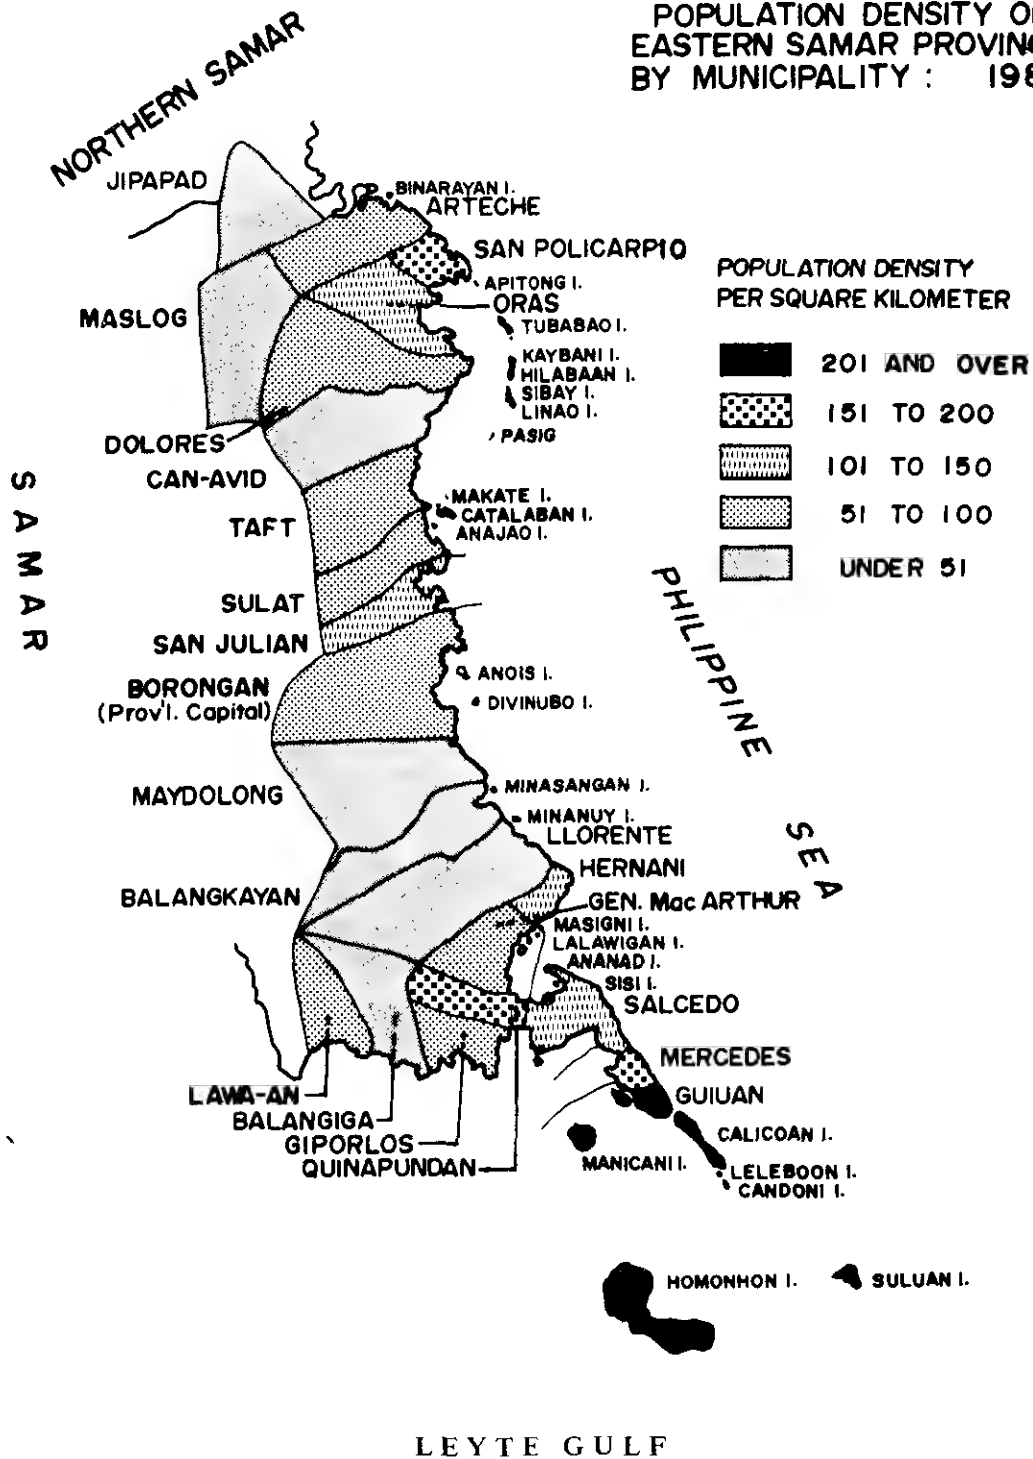 POPULATION DENSITY O
EASTERN SAMAR PROVIN
BY MUNICIPALITY : 198
NORTHERN SAMAR
JIPAPAD
BINARAYAN I.
ARTECHE
SAN POLICARPIO
APITONG I.
ORAS
MASLOG
TUBABAO I.
KAYBANI I.
HILABAAN I.
SIBAY I.
LINAO I.
PASIG
DOLORES
CAN-AVID
POPULATION DENSITY
PER SQUARE KILOMETER
201 AND OVER
151 TO 200
101 TO 150
51 TO 100
UNDER 51
SAMAR
MAKATE I.
CATALABAN I.
ANAJAO I.
TAFT
SULAT
SAN JULIAN
BORONGAN
(Prov'l. Capital)
ANOIS I.
DIVINUBO I.
PHILIPPINE SEA
MAYDOLONG
MINASANGAN I.
MINANUY I.
LLORENTE
HERNANI
BALANGKAYAN
GEN. Mac ARTHUR
MASIGNI I.
LALAWIGAN I.
ANANAD I.
SISI I.
SALCEDO
MERCEDES
GUIUAN
LAWA-AN
BALANGIGA
GIPORLOS
QUINAPUNDAN
CALICOAN I.
MANICANI I.
LELEBOON I.
CANDONI I.
HOMONHON I.
SULUAN I.
LEYTE GULF